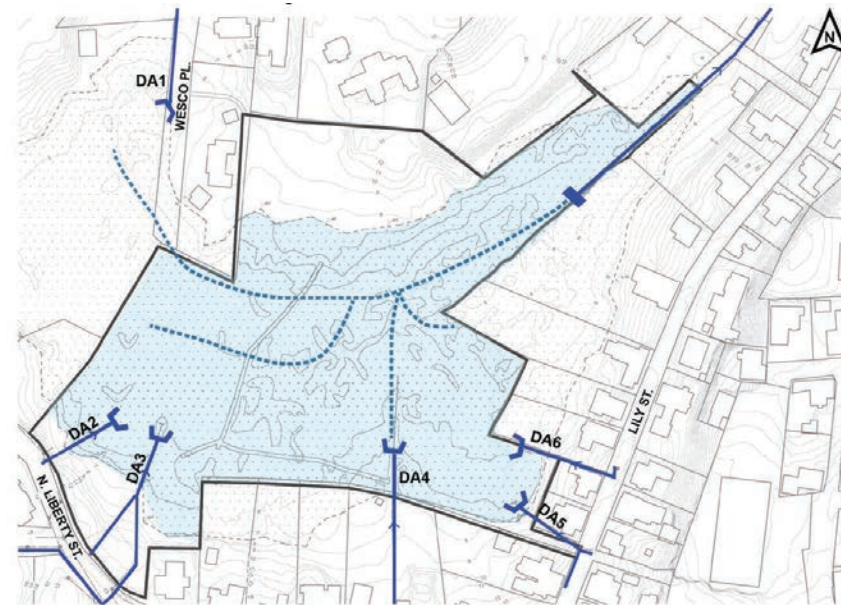 N
DA1
WESCO PL.
DA2
DA3
N. LIBERTY ST.
DA4
DA6
DA5
LILY ST.